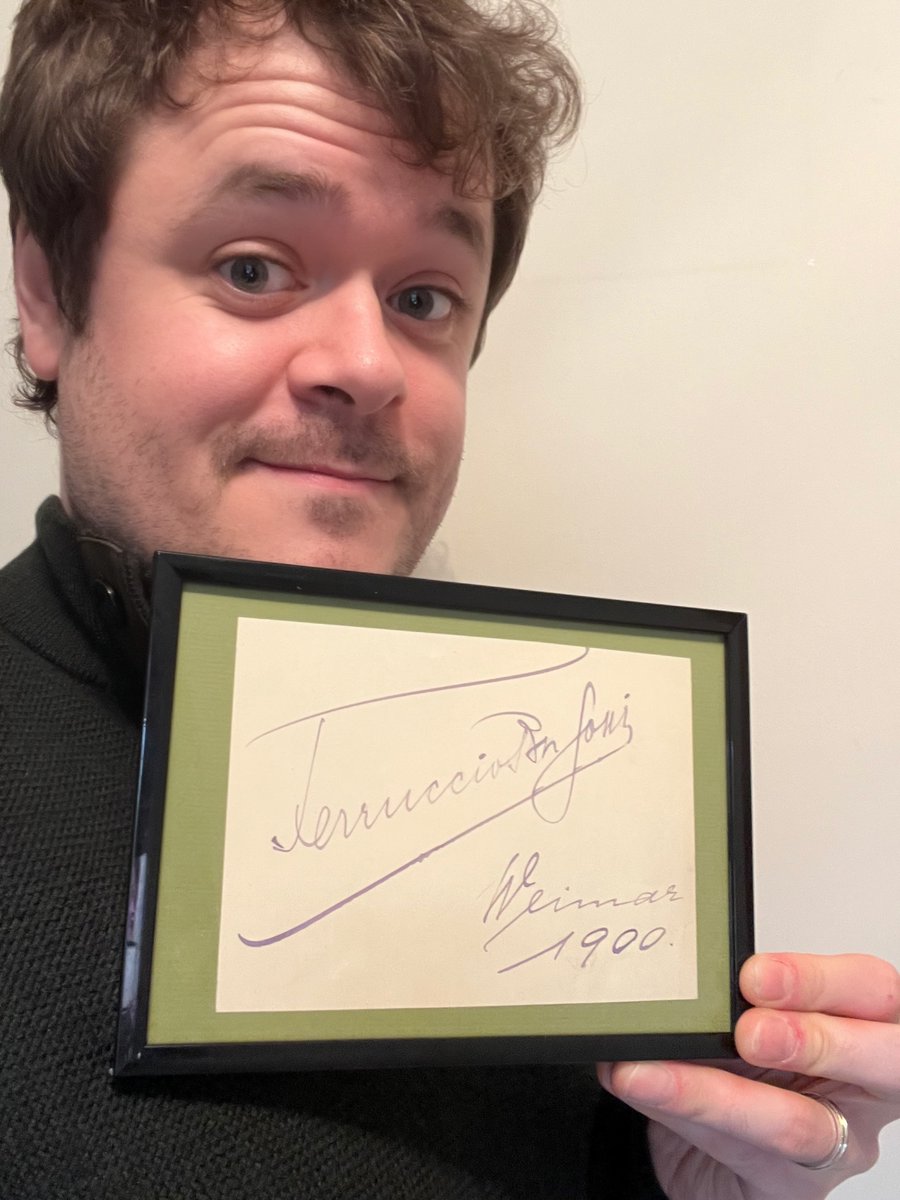 Ferruccio Busoni
Weimar
1900.